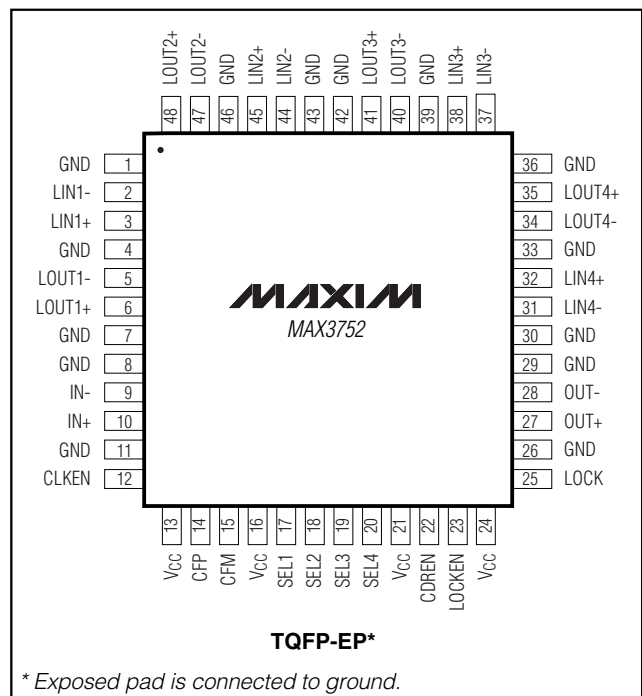 LOUT2+ LOUT2- GND LIN2+ LIN2- GND GND LOUT3+ LOUT3- GND LIN3+ LIN3-
48 47 46 45 44 43 42 41 40 39 38 37
GND 1
LIN1- 2
LIN1+ 3
GND 4
LOUT1- 5
LOUT1+ 6
GND 7
GND 8
IN- 9
IN+ 10
GND 11
CLKEN 12
MAXIM
MAX3752
36 GND
35 LOUT4+
34 LOUT4-
33 GND
32 LIN4+
31 LIN4-
30 GND
29 GND
28 OUT-
27 OUT+
26 GND
25 LOCK
13 14 15 16 17 18 19 20 21 22 23 24
VCC CFP CFM VCC SEL1 SEL2 SEL3 SEL4 VCC CDREN LOCKEN VCC
TQFP-EP*
* Exposed pad is connected to ground.